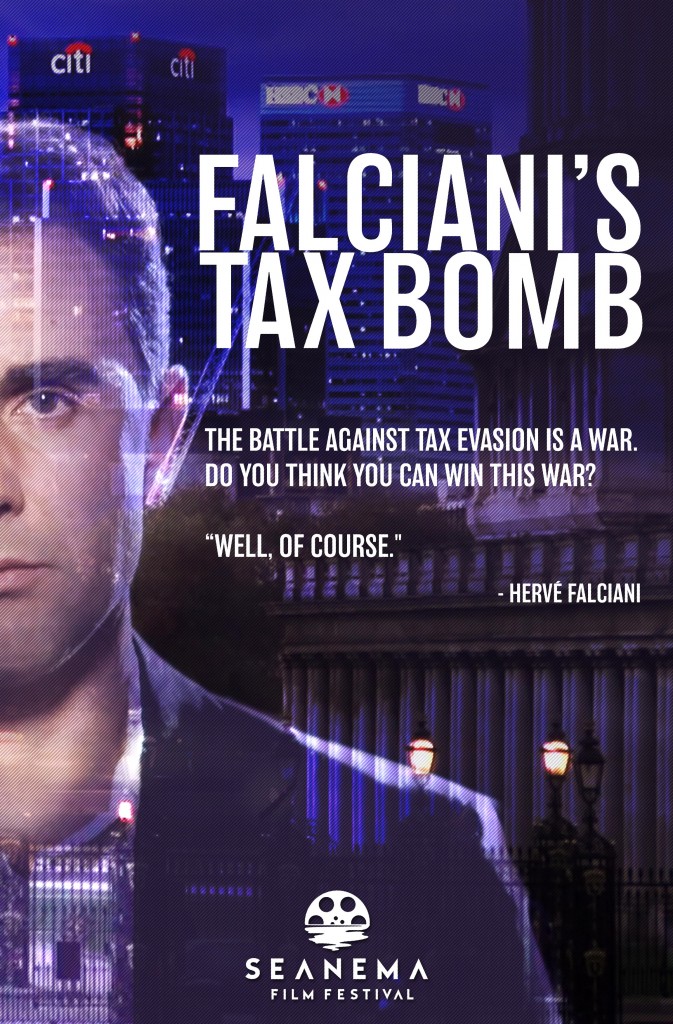 citi
citi
HSBC
HSBC
FALCIANI'S
TAX BOMB
THE BATTLE AGAINST TAX EVASION IS A WAR.
DO YOU THINK YOU CAN WIN THIS WAR?
“WELL, OF COURSE."
- HERVÉ FALCIANI
SEANEMA
FILM FESTIVAL